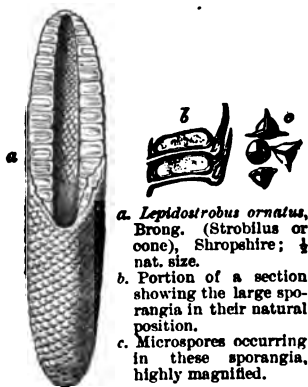 a
b
c
a. Lepidostrobus ornatus,
Brong. (Strobilus or
cone), Shropshire; ½
nat. size.
b. Portion of a section
showing the large spo-
rangia in their natural
position.
c. Microspores occurring
in these sporangia,
highly magnified.